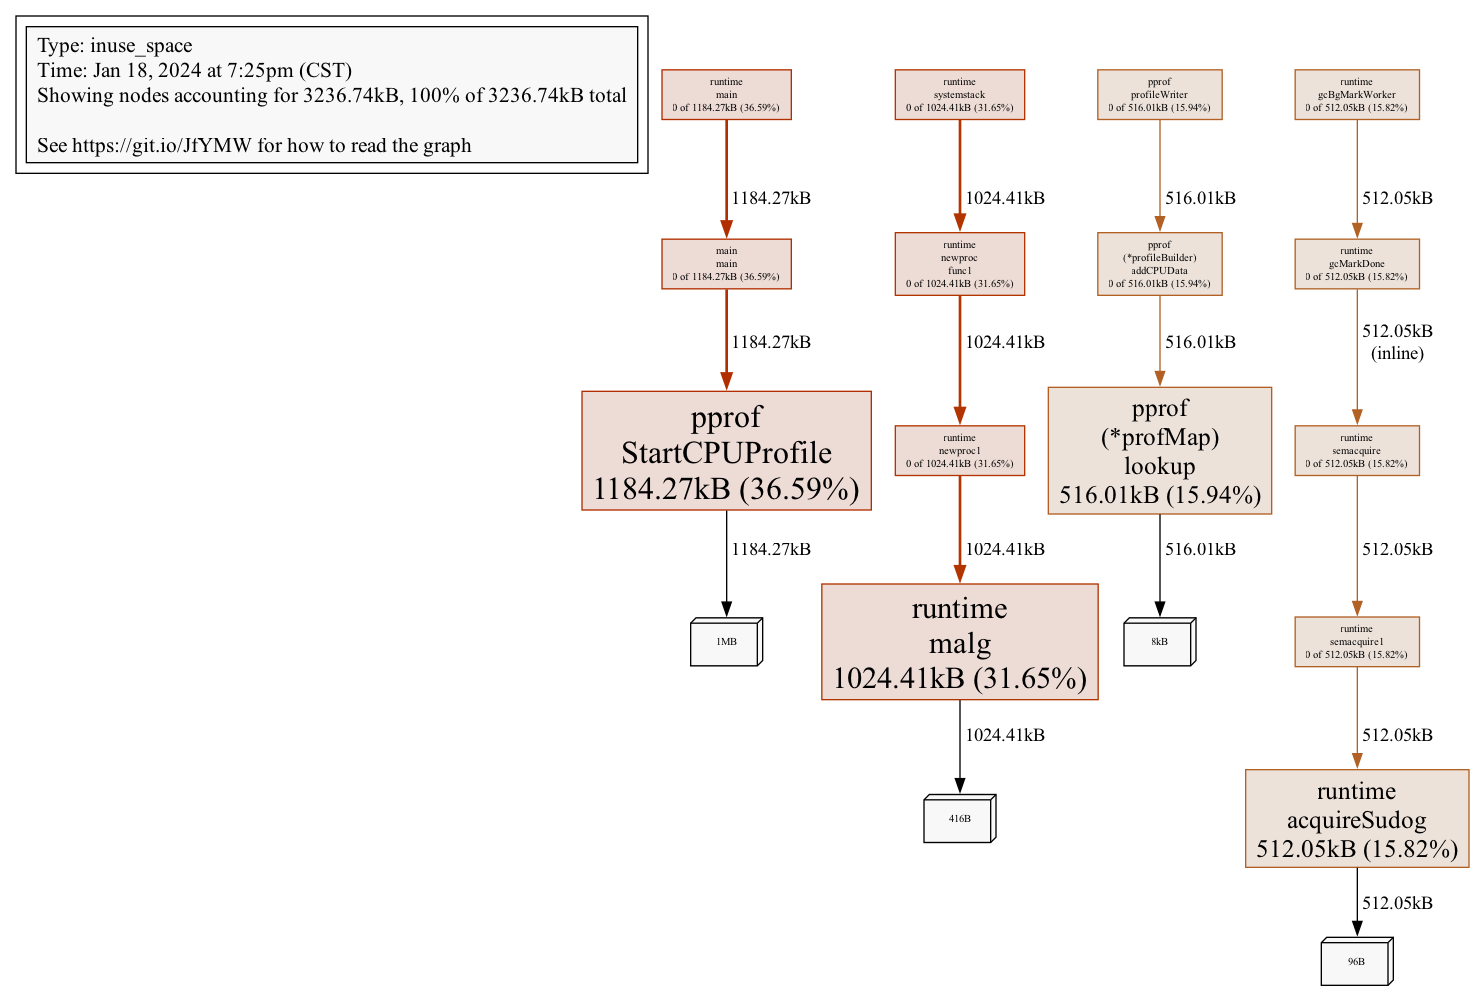 Type: inuse_space
Time: Jan 18, 2024 at 7:25pm (CST)
Showing nodes accounting for 3236.74kB, 100% of 3236.74kB total
See https://git.io/JfYMW for how to read the graph
runtime
main
0 of 1184.27kB (36.59%)
1184.27kB
main
main
0 of 1184.27kB (36.59%)
1184.27kB
pprof
StartCPUProfile
1184.27kB (36.59%)
1184.27kB
1MB
runtime
systemstack
0 of 1024.41kB (31.65%)
1024.41kB
runtime
newproc
func1
0 of 1024.41kB (31.65%)
1024.41kB
runtime
newproc1
0 of 1024.41kB (31.65%)
1024.41kB
runtime
malg
1024.41kB (31.65%)
1024.41kB
416B
pprof
profileWriter
0 of 516.01kB (15.94%)
516.01kB
pprof
(*profileBuilder)
addCPUData
0 of 516.01kB (15.94%)
516.01kB
pprof
(*profMap)
lookup
516.01kB (15.94%)
516.01kB
8kB
runtime
gcBgMarkWorker
0 of 512.05kB (15.82%)
512.05kB
runtime
gcMarkDone
0 of 512.05kB (15.82%)
512.05kB
(inline)
runtime
semacquire
0 of 512.05kB (15.82%)
512.05kB
runtime
semacquire1
0 of 512.05kB (15.82%)
512.05kB
runtime
acquireSudog
512.05kB (15.82%)
512.05kB
96B